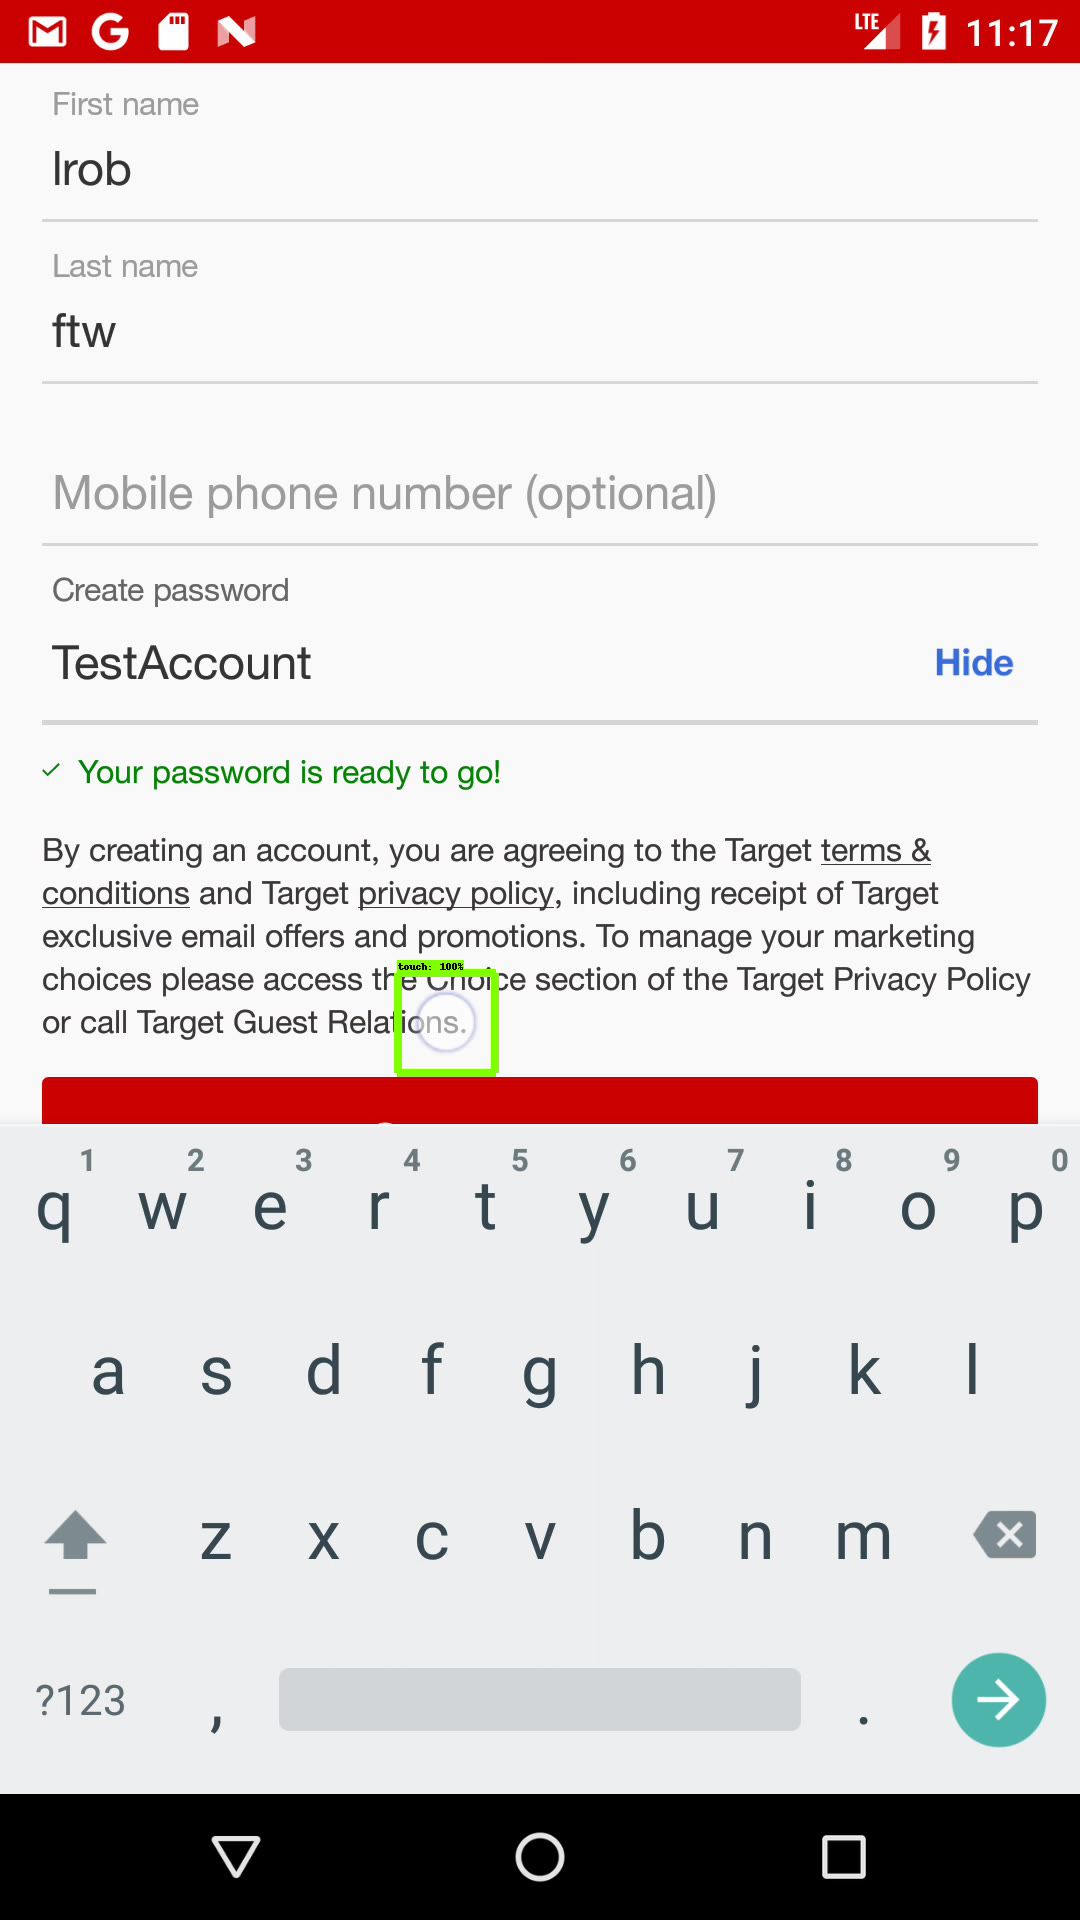 LTE 11:17
First name
lrob
Last name
ftw
Mobile phone number (optional)
Create password
TestAccount Hide
Your password is ready to go!
By creating an account, you are agreeing to the Target terms &
conditions and Target privacy policy, including receipt of Target
exclusive email offers and promotions. To manage your marketing
choices please access the Choice section of the Target Privacy Policy
touch: 100%
or call Target Guest Relations.
1 2 3 4 5 6 7 8 9 0
q w e r t y u i o p
a s d f g h j k l
z x c v b n m
?123 , .